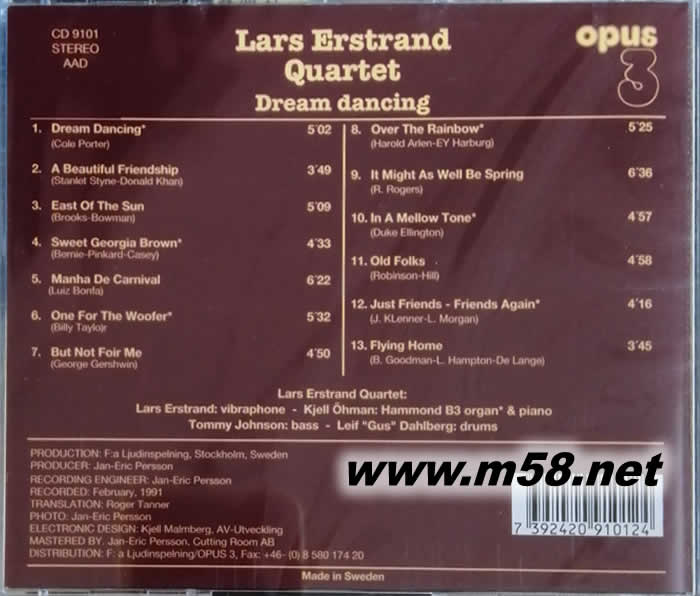 CD 9101
STEREO
AAD
Lars Erstrand
Quartet
Dream dancing
opus
3
1. Dream Dancing* 5'02
(Cole Porter)
2. A Beautiful Friendship 3'49
(Stanlet Styne-Donald Khan)
3. East Of The Sun 5'09
(Brooks-Bowman)
4. Sweet Georgia Brown* 4'33
(Bernie-Pinkard-Casey)
5. Manha De Carnival 6'22
(Luiz Bonfa)
6. One For The Woofer* 5'32
(Billy Taylo)r
7. But Not Foir Me 4'50
(George Gershwin)
8. Over The Rainbow* 5'25
(Harold Arlen-EY Harburg)
9. It Might As Well Be Spring 6'36
(R. Rogers)
10. In A Mellow Tone* 4'57
(Duke Ellington)
11. Old Folks 4'58
(Robinson-Hill)
12. Just Friends - Friends Again* 4'16
(J. KLenner-L. Morgan)
13. Flying Home 3'45
(B. Goodman-L. Hampton-De Lange)
Lars Erstrand Quartet:
Lars Erstrand: vibraphone - Kjell Öhman: Hammond B3 organ* & piano
Tommy Johnson: bass - Leif "Gus" Dahlberg: drums
PRODUCTION: F:a Ljudinspelning, Stockholm, Sweden
PRODUCER: Jan-Eric Persson
RECORDING ENGINEER: Jan-Eric Persson
RECORDED: February, 1991
TRANSLATION: Roger Tanner
PHOTO: Jan-Eric Persson
ELECTRONIC DESIGN: Kjell Malmberg, AV-Utveckling
MASTERED BY: Jan-Eric Persson, Cutting Room AB
DISTRIBUTION: F: a Ljudinspelning/OPUS 3, Fax: +46- (0) 8 580 174 20
www.m58.net
7 392420 910124
Made in Sweden